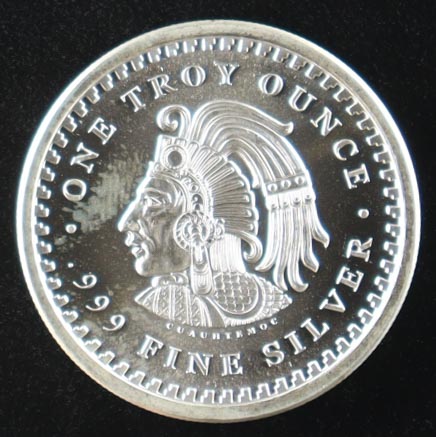 · ONE TROY OUNCE ·
.999 FINE SILVER
CUAUHTEMOC